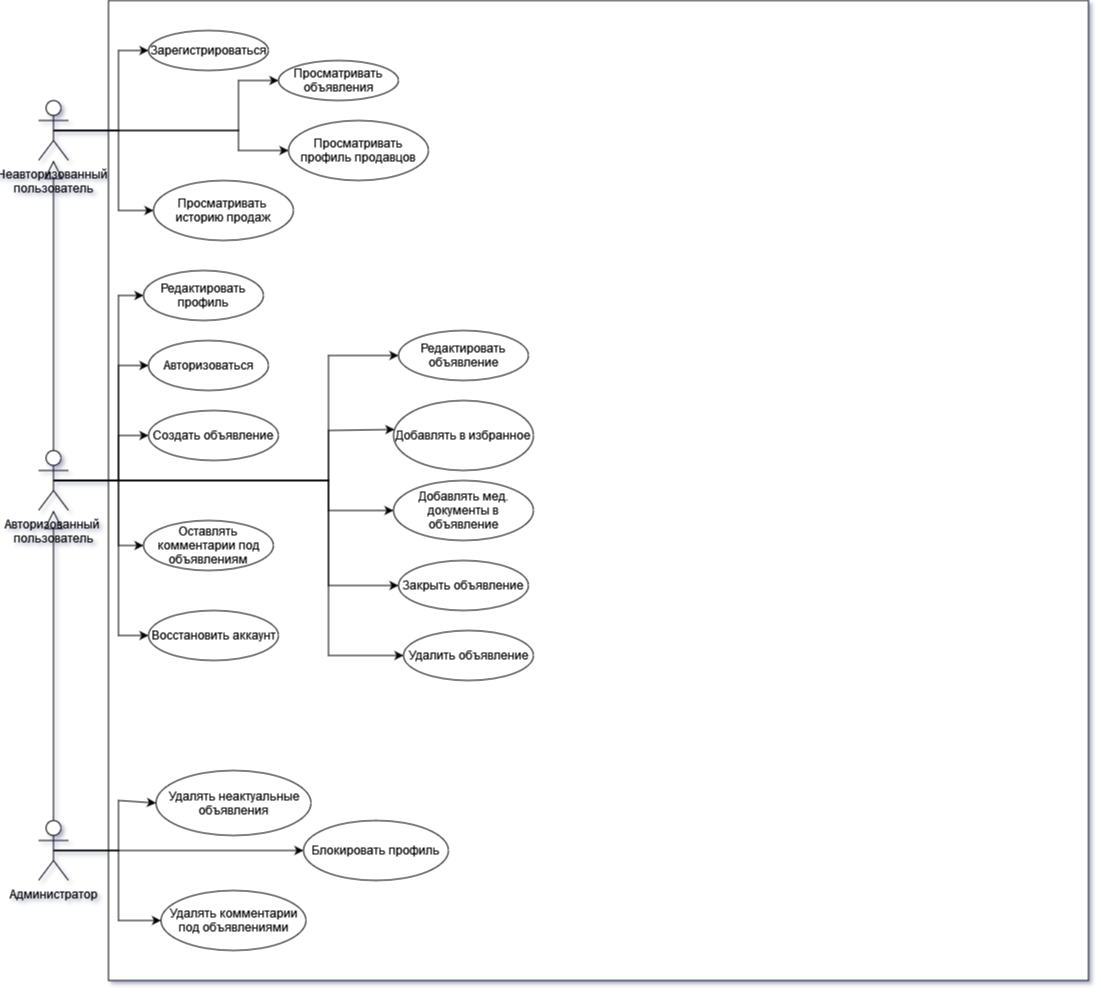 Зарегистрироваться
Просматривать
объявления
Неавторизованный
пользователь
Просматривать
профиль продавцов
Просматривать
историю продаж
Редактировать
профиль
Авторизоваться
Создать объявление
Редактировать
объявление
Добавлять в избранное
Авторизованный
пользователь
Добавлять мед.
документы в
объявление
Оставлять
комментарии под
объявлениям
Закрыть объявление
Восстановить аккаунт
Удалить объявление
Удалять неактуальные
объявления
Блокировать профиль
Администратор
Удалять комментарии
под объявлениями